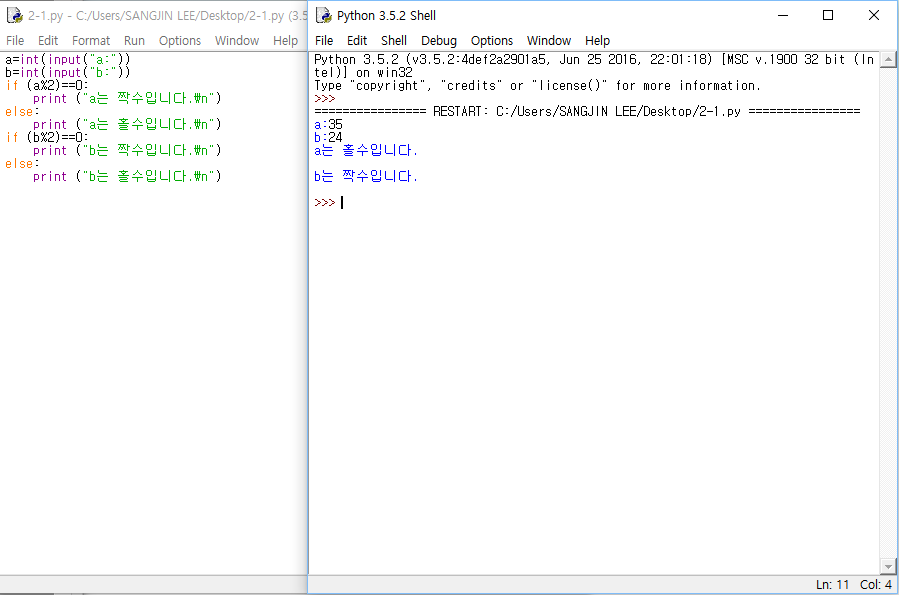 2-1.py - C:/Users/SANGJIN LEE/Desktop/2-1.py (3.5
File Edit Format Run Options Window Help
a=int(input("a:"))
b=int(input("b:"))
if (a%2)==0:
    print ("a는 짝수입니다.₩n")
else:
    print ("a는 홀수입니다.₩n")
if (b%2)==0:
    print ("b는 짝수입니다.₩n")
else:
    print ("b는 홀수입니다.₩n")
Python 3.5.2 Shell
File Edit Shell Debug Options Window Help
Python 3.5.2 (v3.5.2:4def2a2901a5, Jun 25 2016, 22:01:18) [MSC v.1900 32 bit (In
tel)] on win32
Type "copyright", "credits" or "license()" for more information.
>>>
================ RESTART: C:/Users/SANGJIN LEE/Desktop/2-1.py ================
a:35
b:24
a는 홀수입니다.
b는 짝수입니다.
>>>
Ln: 11 Col: 4